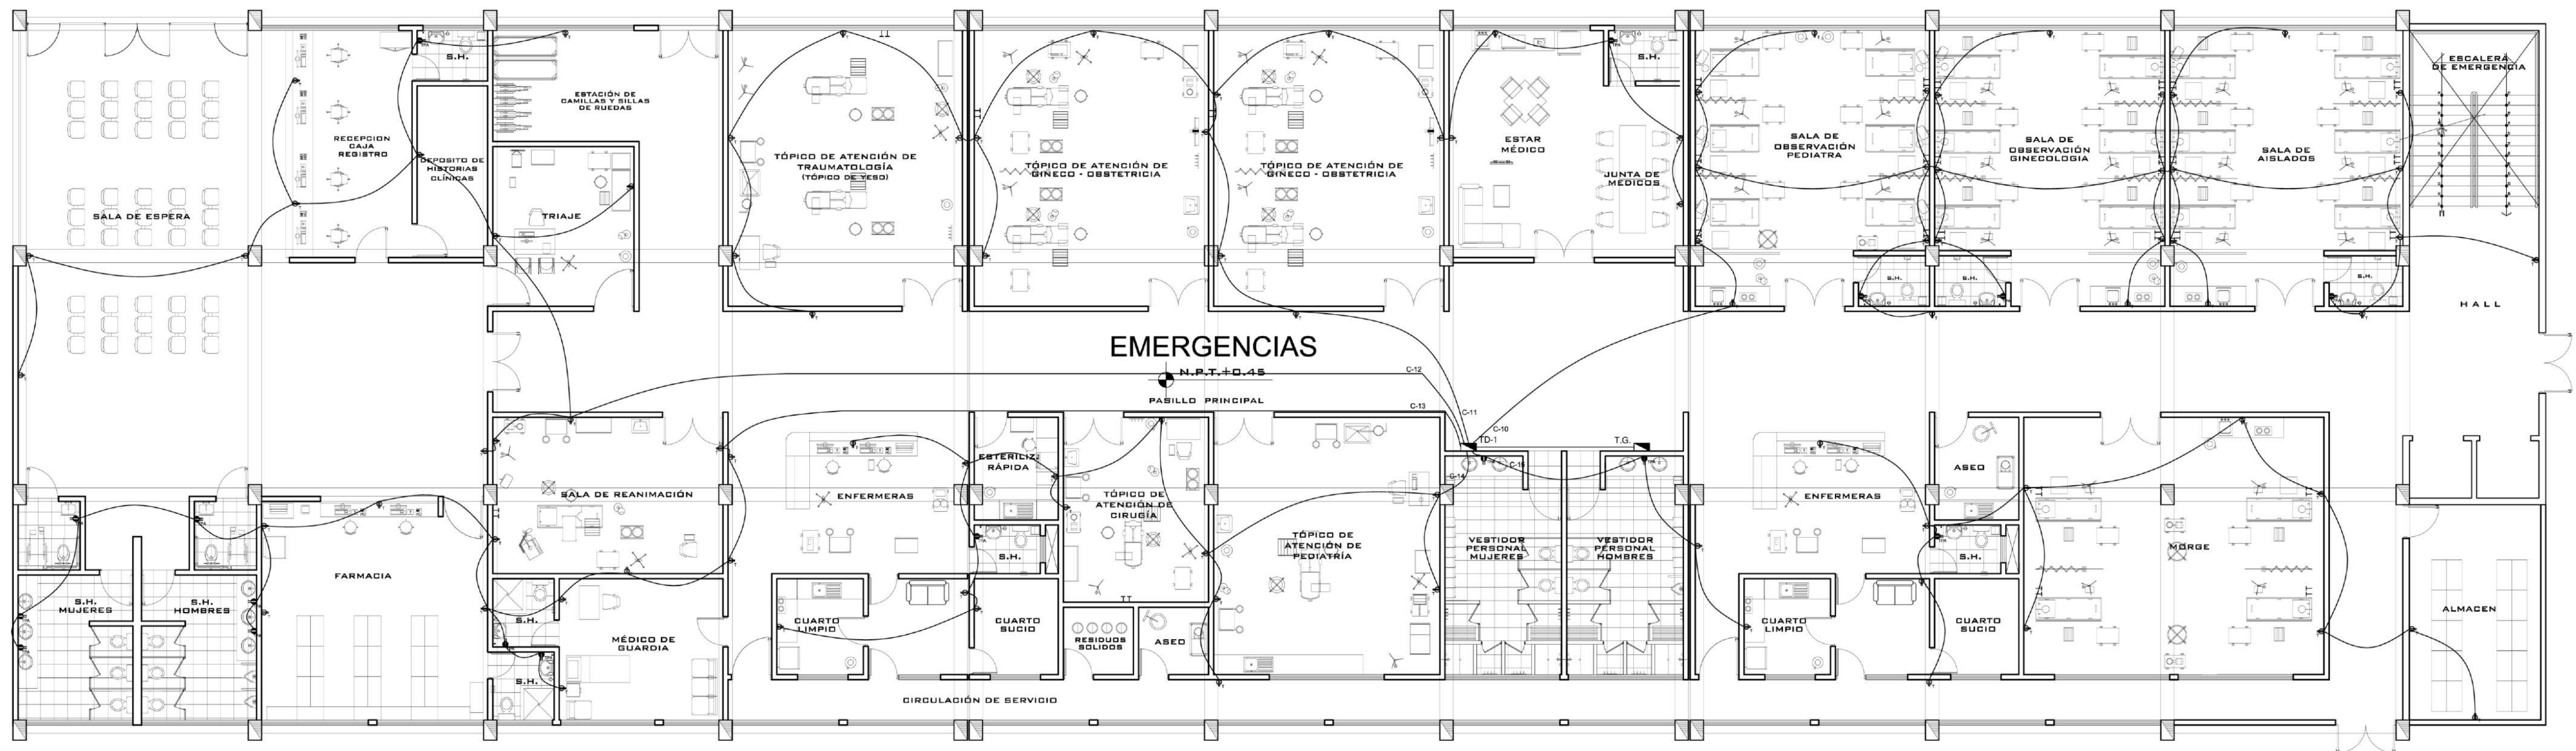 S.H.
ESTACIÓN DE
CAMILLAS Y SILLAS
DE RUEDAS
RECEPCION
CAJA
REGISTRO
DEPOSITO DE
HISTORIAS
CLÍNICAS
SALA DE ESPERA
TRIAJE
TÓPICO DE ATENCIÓN DE
TRAUMATOLOGÍA
(TÓPICO DE YESO)
TÓPICO DE ATENCIÓN DE
GINECO - OBSTETRICIA
TÓPICO DE ATENCIÓN DE
GINECO - OBSTETRICIA
ESTAR
MÉDICO
S.H.
JUNTA DE
MEDICOS
SALA DE
OBSERVACIÓN
PEDIATRA
SALA DE
OBSERVACIÓN
GINECOLOGIA
SALA DE
AISLADOS
ESCALERA
DE EMERGENCIA
S.H.
S.H.
S.H.
HALL
EMERGENCIAS
N.P.T.+0.45
PASILLO PRINCIPAL
C-12
C-13
C-11
C-10
TD-1
T.G.
C-15
C-14
SALA DE REANIMACIÓN
ENFERMERAS
ESTERILIZ.
RÁPIDA
TÓPICO DE
ATENCIÓN DE
CIRUGÍA
TÓPICO DE
ATENCIÓN DE
PEDIATRÍA
VESTIDOR
PERSONAL
MUJERES
VESTIDOR
PERSONAL
HOMBRES
ENFERMERAS
ASEO
MORGE
S.H.
S.H.
FARMACIA
S.H.
MUJERES
S.H.
HOMBRES
S.H.
S.H.
MÉDICO DE
GUARDIA
CUARTO
LIMPIO
CUARTO
SUCIO
RESIDUOS
SOLIDOS
ASEO
CUARTO
LIMPIO
CUARTO
SUCIO
ALMACEN
CIRCULACIÓN DE SERVICIO